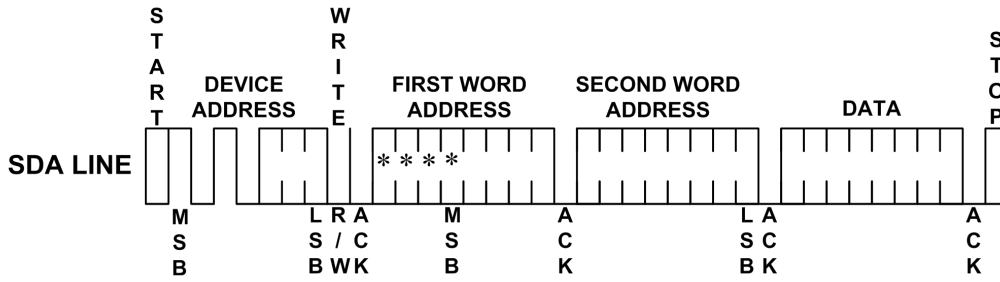 START
WRITE
STOP
DEVICE
ADDRESS
FIRST WORD
ADDRESS
SECOND WORD
ADDRESS
DATA
SDA LINE
* * * *
MSB
LSB
R/W
ACK
MSB
ACK
LSB
ACK
ACK